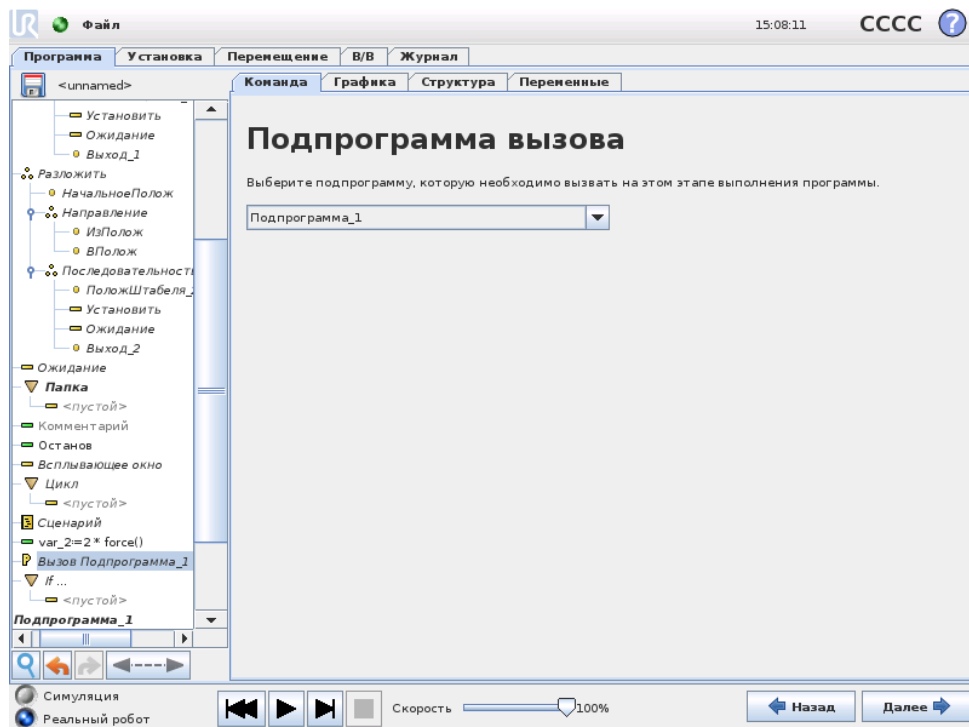 UR Файл 15:08:11 CCCC ?
Программа Установка Перемещение В/В Журнал
<unnamed>
Команда Графика Структура Переменные
Установить
Ожидание
Выход_1
Разложить
НачальноеПолож
Направление
ИзПолож
ВПолож
Последовательност
ПоложШтабеля_2
Установить
Ожидание
Выход_2
Ожидание
Папка
<пустой>
Комментарий
Останов
Всплывающее окно
Цикл
<пустой>
Сценарий
var_2:=2 * force()
P Вызов Подпрограмма_1
If ...
<пустой>
Подпрограмма_1
Подпрограмма вызова
Выберите подпрограмму, которую необходимо вызвать на этом этапе выполнения программы.
Подпрограмма_1
Симуляция
Реальный робот
Скорость 100%
Назад Далее